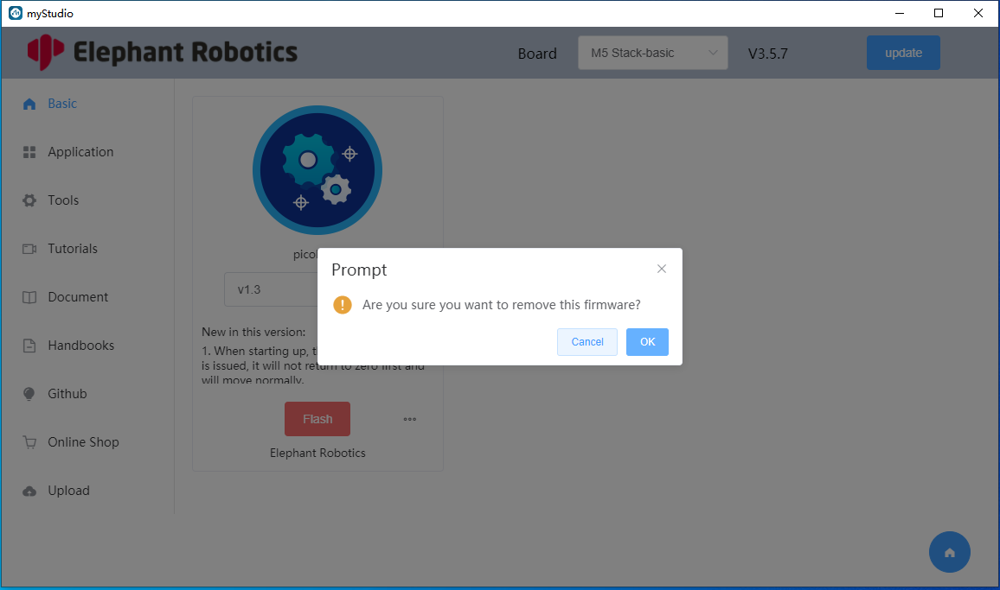 myStudio
Elephant Robotics
Board
M5 Stack-basic
V3.5.7
update
Basic
Application
Tools
Tutorials
Document
Handbooks
Github
Online Shop
Upload
v1.3
New in this version:
1. When starting up,
is issued, it will not return to zero first and
will move normally.
Flash
Elephant Robotics
Prompt
Are you sure you want to remove this firmware?
Cancel
OK